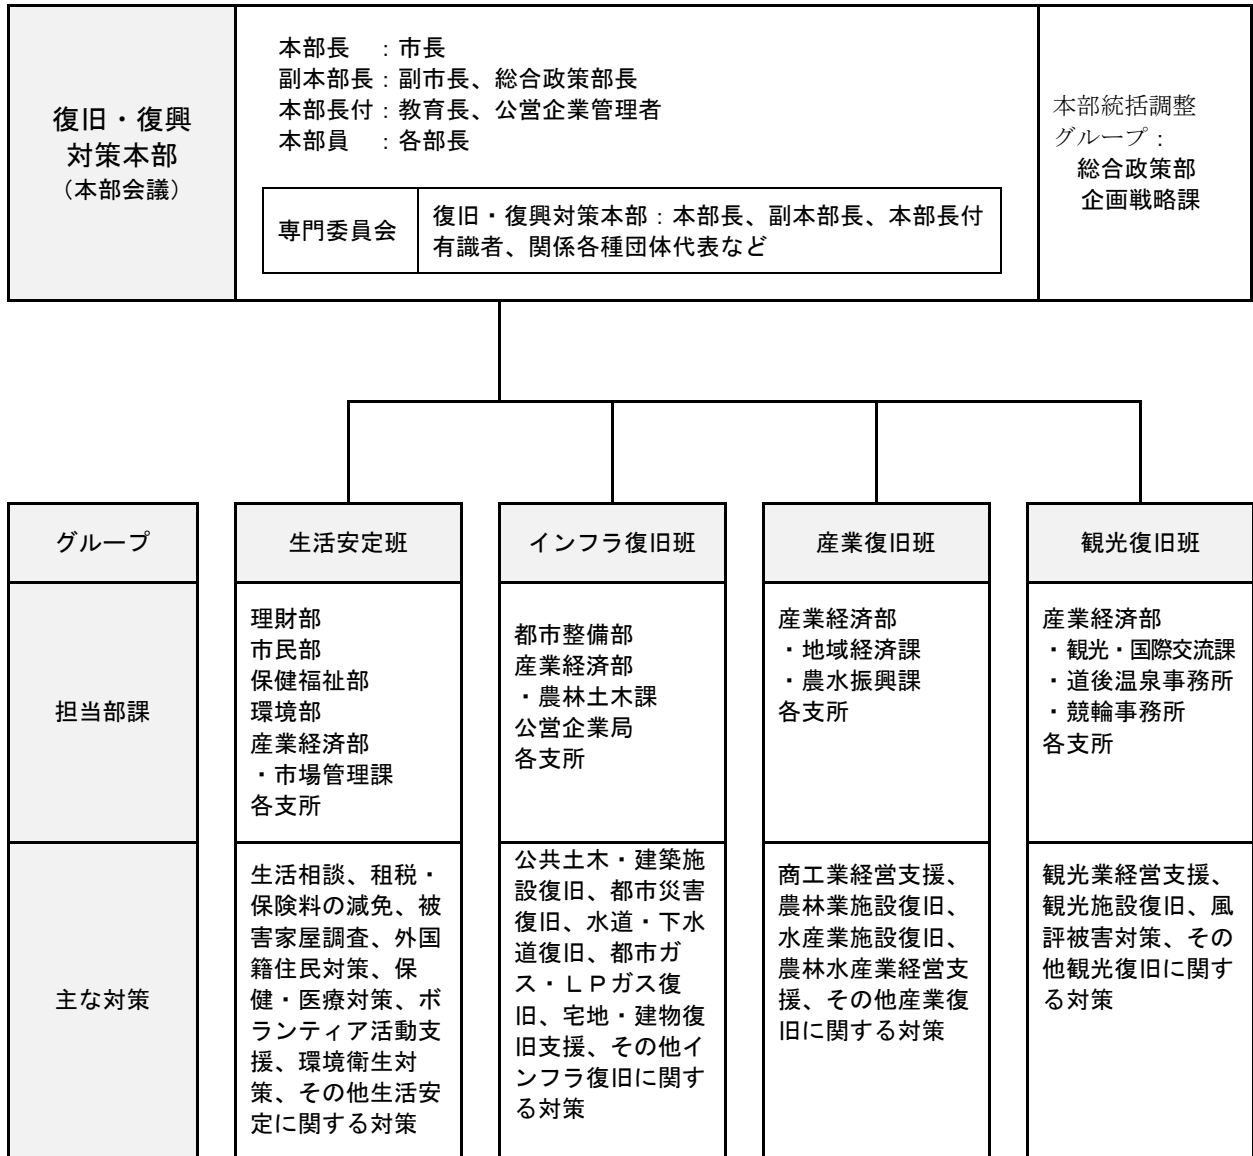 復旧・復興
対策本部
（本部会議）
本部長　：市長
副本部長：副市長、総合政策部長
本部長付：教育長、公営企業管理者
本部員　：各部長
専門委員会
復旧・復興対策本部：本部長、副本部長、本部長付
有識者、関係各種団体代表など
本部統括調整
グループ：
総合政策部
企画戦略課
グループ
生活安定班
インフラ復旧班
産業復旧班
観光復旧班
担当部課
理財部
市民部
保健福祉部
環境部
産業経済部
・市場管理課
各支所
都市整備部
産業経済部
・農林土木課
公営企業局
各支所
産業経済部
・地域経済課
・農水振興課
各支所
産業経済部
・観光・国際交流課
・道後温泉事務所
・競輪事務所
各支所
主な対策
生活相談、租税・
保険料の減免、被
害家屋調査、外国
籍住民対策、保
健・医療対策、ボ
ランティア活動支
援、環境衛生対
策、その他生活安
定に関する対策
公共土木・建築施
設復旧、都市災害
復旧、水道・下水
道復旧、都市ガ
ス・ＬＰガス復
旧、宅地・建物復
旧支援、その他イ
ンフラ復旧に関す
る対策
商工業経営支援、
農林業施設復旧、
水産業施設復旧、
農林水産業経営支
援、その他産業復
旧に関する対策
観光業経営支援、
観光施設復旧、風
評被害対策、その
他観光復旧に関す
る対策